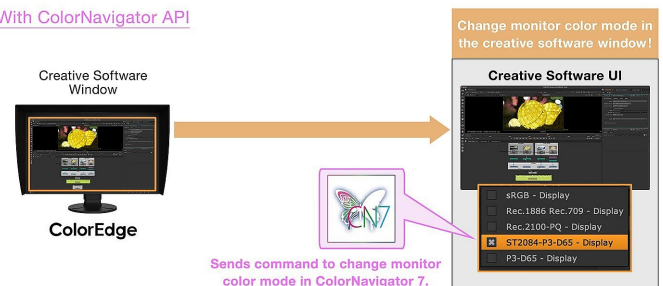 With ColorNavigator API
Change monitor color mode in
the creative software window!
Creative Software
Window
Creative Software UI
ColorEdge
CN7
sRGB - Display
Rec.1886 Rec.709 - Display
Rec.2100-PQ - Display
ST2084-P3-D65 - Display
P3-D65 - Display
Sends command to change monitor
color mode in ColorNavigator 7.